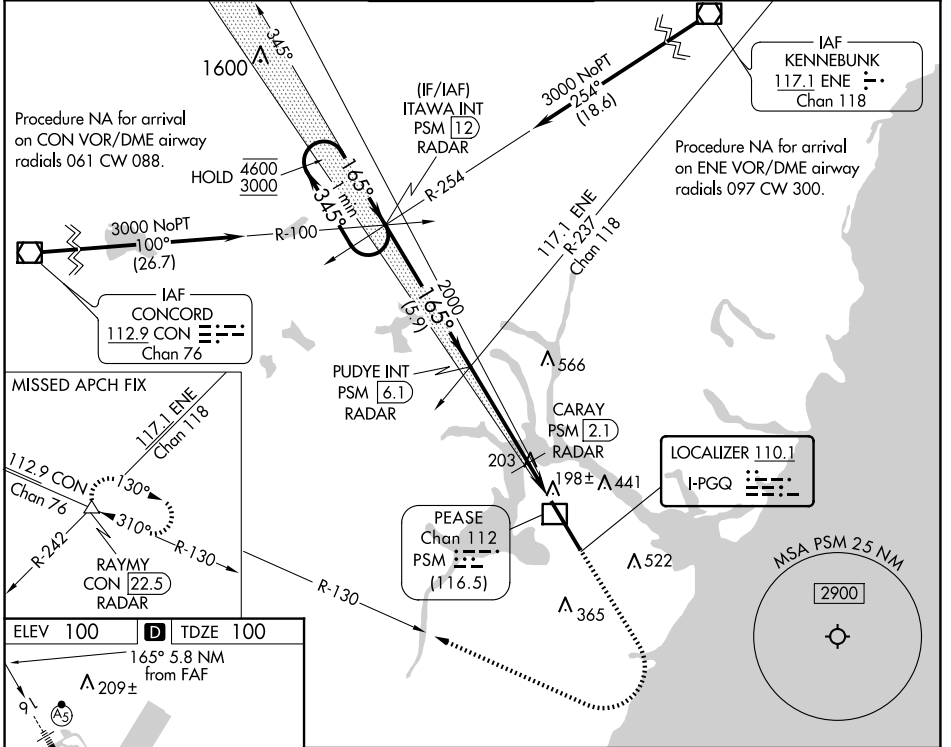 345°
1600
IAF
KENNEBUNK
117.1 ENE
Chan 118
3000 NoPT
254°
(18.6)
(IF/IAF)
ITAWA INT
PSM 12
RADAR
Procedure NA for arrival
on CON VOR/DME airway
radials 061 CW 088.
Procedure NA for arrival
on ENE VOR/DME airway
radials 097 CW 300.
HOLD 4600
3000
165°
1 min
345°
R-254
3000 NoPT
100°
(26.7)
R-100
117.1 ENE
R-237
Chan 118
IAF
CONCORD
112.9 CON
Chan 76
2000
165°
(5.9)
PUDYE INT
PSM 6.1
RADAR
566
CARAY
PSM 2.1
RADAR
203
198±
441
LOCALIZER 110.1
I-PGQ
PEASE
Chan 112
PSM
(116.5)
522
365
MISSED APCH FIX
117.1 ENE
Chan 118
112.9 CON
Chan 76
130°
310°
R-242
R-130
RAYMY
CON 22.5
RADAR
R-130
MSA PSM 25 NM
2900
ELEV 100
D
TDZE 100
165° 5.8 NM
from FAF
209±
16
A5